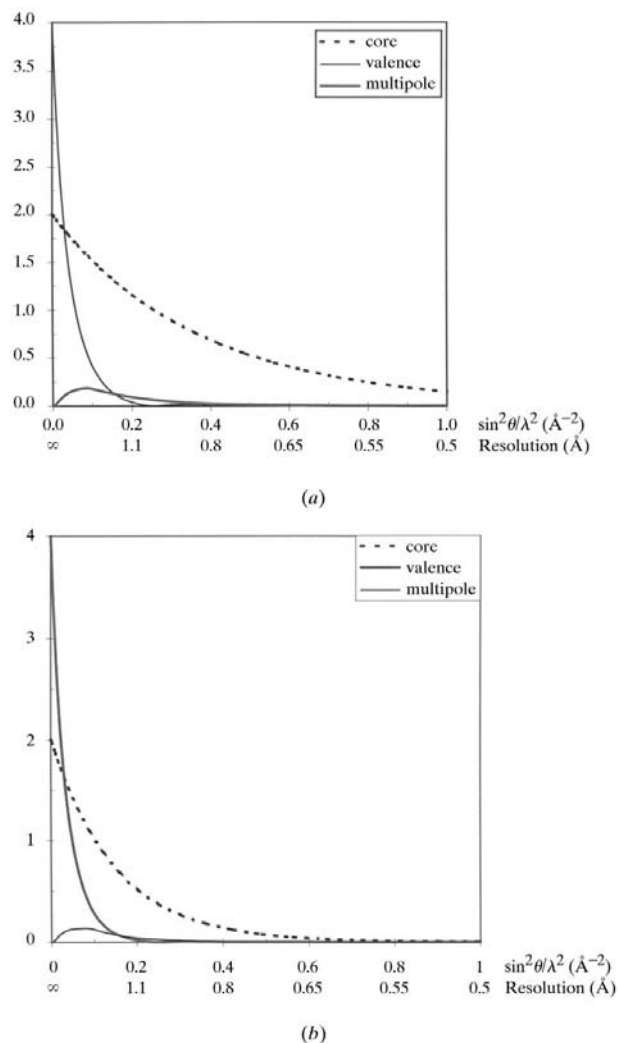 4.0
core
valence
multipole
3.5
3.0
2.5
2.0
1.5
1.0
0.5
0.0
0.0 0.2 0.4 0.6 0.8 1.0 sin²θ/λ² (Å⁻²)
∞ 1.1 0.8 0.65 0.55 0.5 Resolution (Å)
(a)
4
core
valence
multipole
3
2
1
0
0 0.2 0.4 0.6 0.8 1 sin²θ/λ² (Å⁻²)
∞ 1.1 0.8 0.65 0.55 0.5 Resolution (Å)
(b)